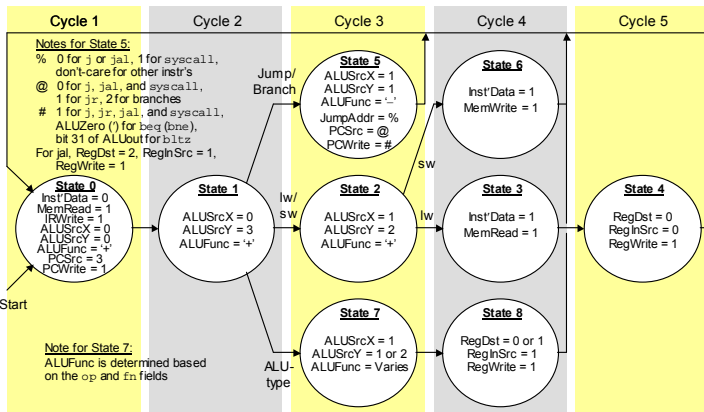 Cycle 1
Cycle 2
Cycle 3
Cycle 4
Cycle 5
Notes for State 5:
% 0 for j or jal, 1 for syscall,
don't-care for other instr's
@ 0 for j, jal, and syscall,
1 for jr, 2 for branches
# 1 for j, jr, jal, and syscall,
ALUZero (') for beq (bne),
bit 31 of ALUout for bltz
For jal, RegDst = 2, RegInSrc = 1,
RegWrite = 1
Jump/
Branch
State 5
ALUSrcX = 1
ALUSrcY = 1
ALUFunc = '–'
JumpAddr = %
PCSrc = @
PCWrite = #
State 6
Inst'Data = 1
MemWrite = 1
sw
State 0
Inst'Data = 0
MemRead = 1
IRWrite = 1
ALUSrcX = 0
ALUSrcY = 0
ALUFunc = '+'
PCSrc = 3
PCWrite = 1
Start
State 1
ALUSrcX = 0
ALUSrcY = 3
ALUFunc = '+'
lw/
sw
State 2
ALUSrcX = 1
ALUSrcY = 2
ALUFunc = '+'
lw
State 3
Inst'Data = 1
MemRead = 1
State 4
RegDst = 0
RegInSrc = 0
RegWrite = 1
Note for State 7:
ALUFunc is determined based
on the op and fn fields
ALU-
type
State 7
ALUSrcX = 1
ALUSrcY = 1 or 2
ALUFunc = Varies
State 8
RegDst = 0 or 1
RegInSrc = 1
RegWrite = 1